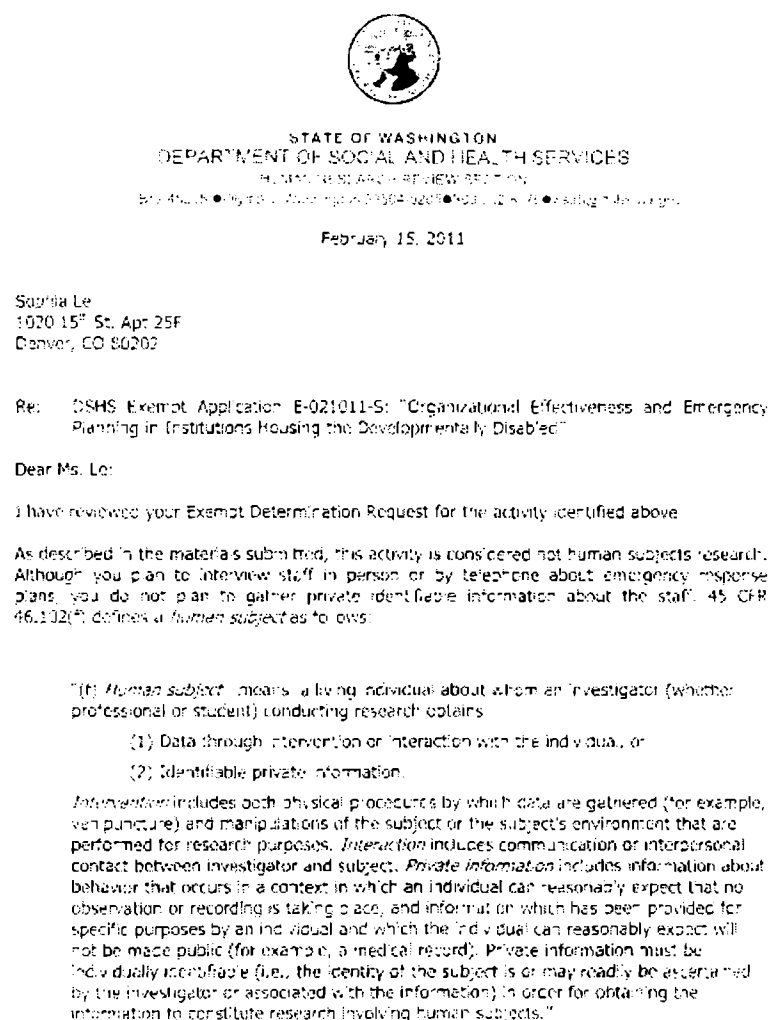 STATE OF WASHINGTON
DEPARTMENT OF SOCIAL AND HEALTH SERVICES
HUMAN RESEARCH REVIEW SECTION
February 15, 2011
Sophia Le
1020 15th St. Apt 25F
Denver, CO 80202
Re: DSHS Exempt Application E-021011-S: "Organizational Effectiveness and Emergency
Planning in Institutions Housing the Developmentally Disabled"
Dear Ms. Le:
I have reviewed your Exempt Determination Request for the activity identified above
As described in the materials submitted, this activity is considered not human subjects research.
Although you plan to interview staff in person or by telephone about emergency response
plans, you do not plan to gather private identifiable information about the staff. 45 CFR
46.102(f) defines a human subject as follows:
"(f) Human subject means a living individual about whom an investigator (whether
professional or student) conducting research obtains
(1) Data through intervention or interaction with the individual, or
(2) Identifiable private information.
Intervention includes both physical procedures by which data are gathered (for example,
venipuncture) and manipulations of the subject or the subject's environment that are
performed for research purposes. Interaction includes communication or interpersonal
contact between investigator and subject. Private information includes information about
behavior that occurs in a context in which an individual can reasonably expect that no
observation or recording is taking place, and information which has been provided for
specific purposes by an individual and which the individual can reasonably expect will
not be made public (for example, a medical record). Private information must be
individually identifiable (i.e., the identity of the subject is or may readily be ascertained
by the investigator or associated with the information) in order for obtaining the
information to constitute research involving human subjects."